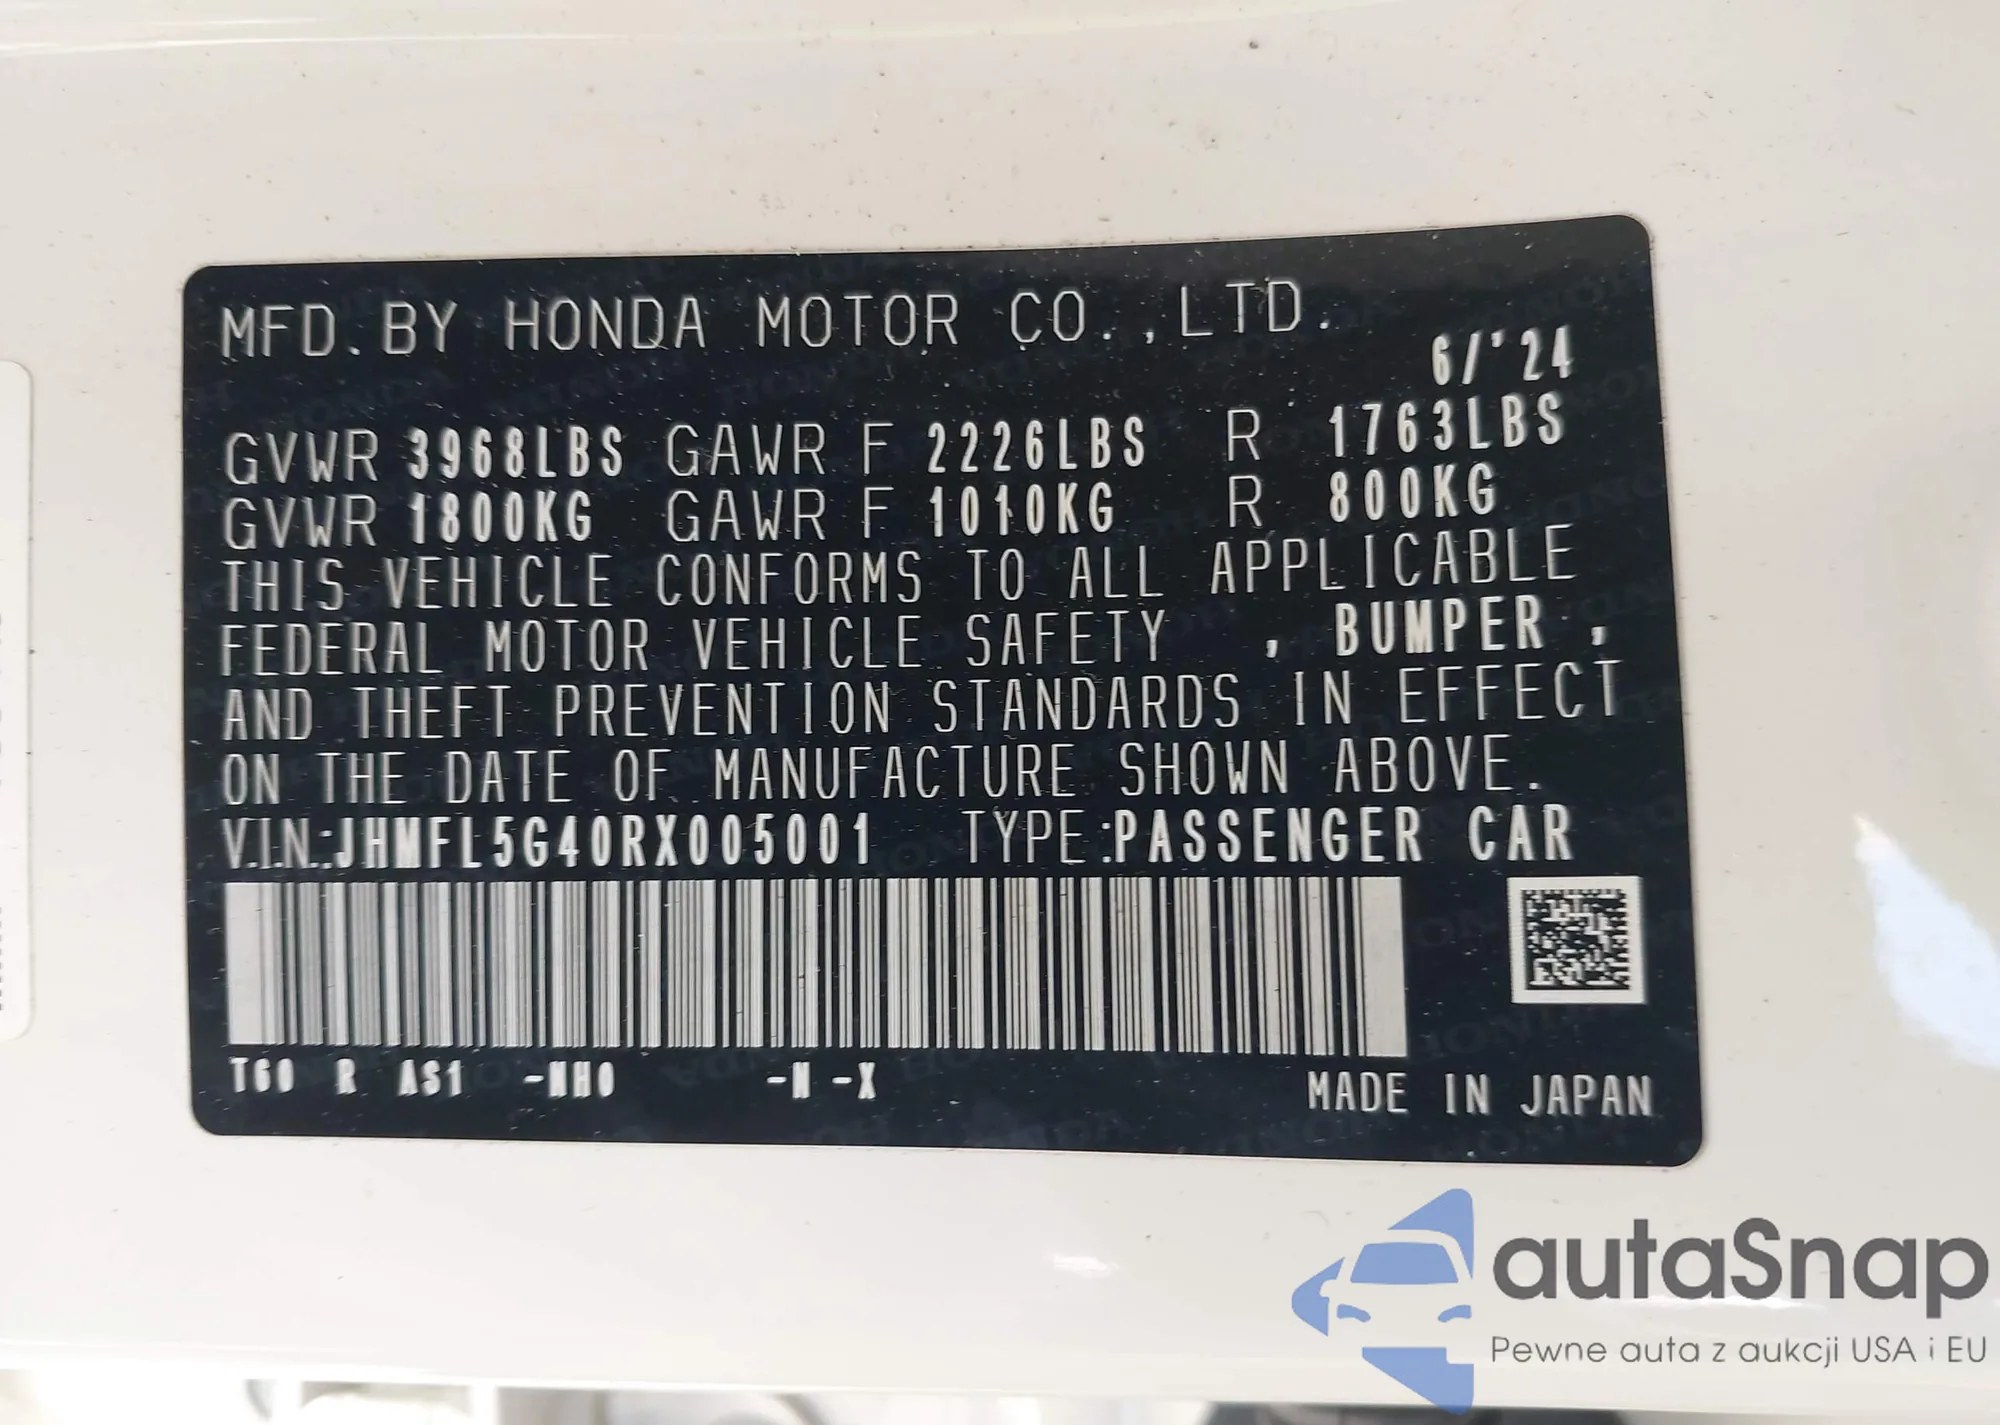 MFD. BY HONDA MOTOR CO.,LTD.
6/'24
GVWR 3968LBS GAWR F 2226LBS R 1763LBS
GVWR 1800KG GAWR F 1010KG R 800KG
THIS VEHICLE CONFORMS TO ALL APPLICABLE
FEDERAL MOTOR VEHICLE SAFETY , BUMPER ,
AND THEFT PREVENTION STANDARDS IN EFFECT
ON THE DATE OF MANUFACTURE SHOWN ABOVE.
V.I.N.:JHMFL5G40RX005001 TYPE:PASSENGER CAR
T60 R AS1 -NH0 -N -X
MADE IN JAPAN
autaSnap
Pewne auta z aukcji USA i EU